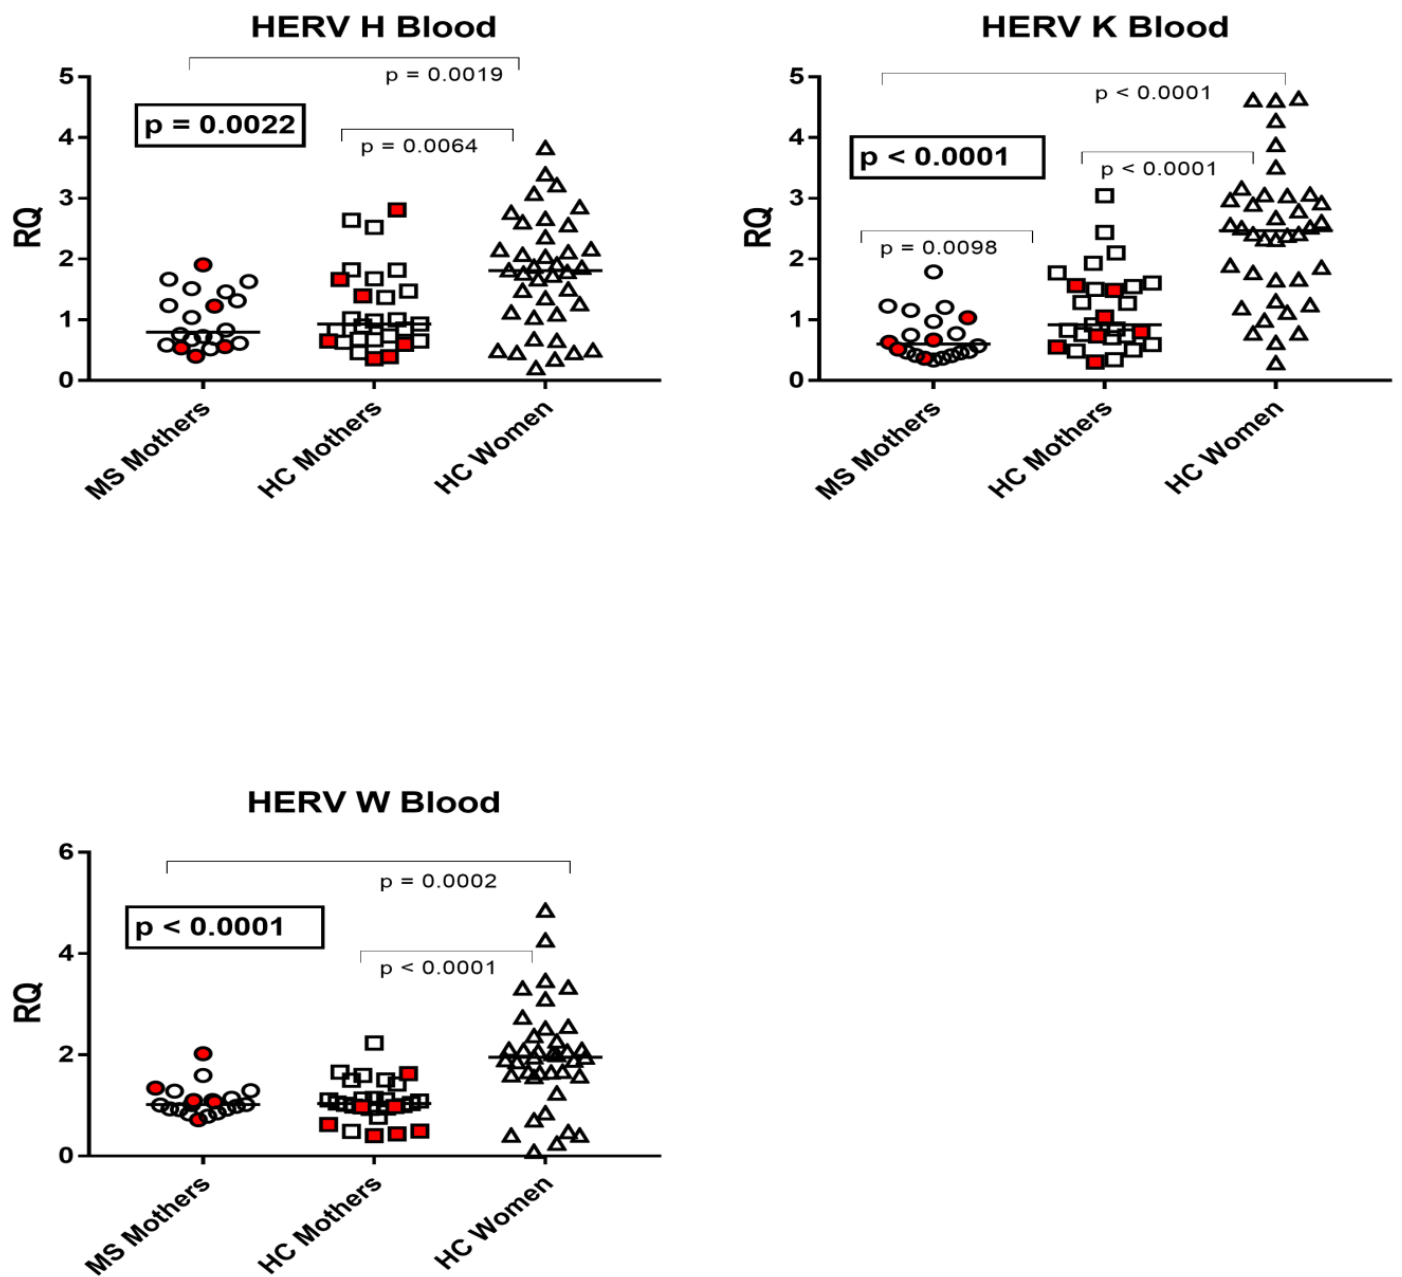 HERV H Blood
p = 0.0019
p = 0.0022
p = 0.0064
5
4
3
2
1
0
RQ
MS Mothers
HC Mothers
HC Women
HERV K Blood
p < 0.0001
p < 0.0001
p < 0.0001
p = 0.0098
5
4
3
2
1
0
RQ
MS Mothers
HC Mothers
HC Women
HERV W Blood
p = 0.0002
p < 0.0001
p < 0.0001
6
4
2
0
RQ
MS Mothers
HC Mothers
HC Women